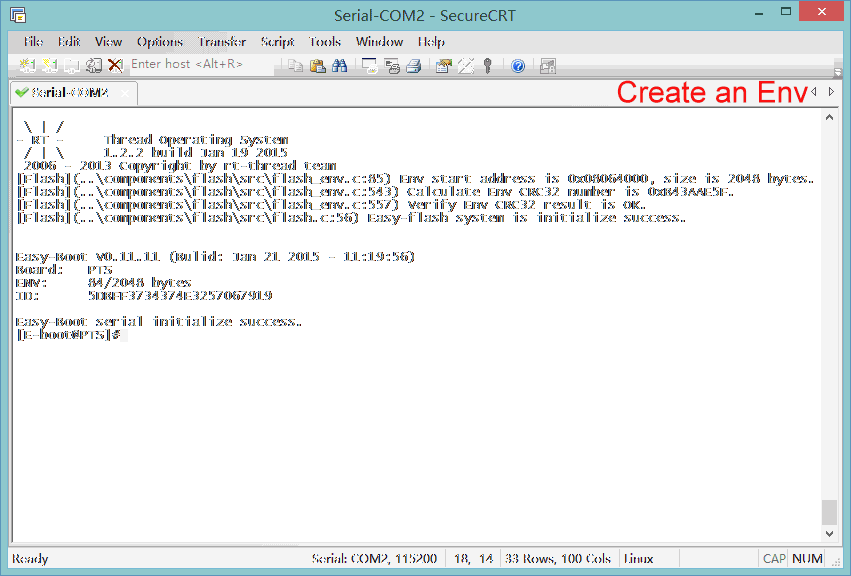 Serial-COM2 - SecureCRT
File Edit View Options Transfer Script Tools Window Help
Enter host <Alt+R>
Serial-COM2
Create an Env
\ | /
- RT - Thread Operating System
/ | \ 1.2.2 build Jan 19 2015
2006 - 2013 Copyright by rt-thread team
[Flash](..\components\flash\src\flash_env.c:85) Env start address is 0x08064000, size is 2048 bytes.
[Flash](..\components\flash\src\flash_env.c:543) Calculate Env CRC32 number is 0xB43AAE5F.
[Flash](..\components\flash\src\flash_env.c:557) Verify Env CRC32 result is OK.
[Flash](..\components\flash\src\flash.c:56) Easy-flash system is initialize success.
Easy-Boot V0.11.11 (Bulid: Jan 21 2015 - 11:19:56)
Board: PTS
ENV: 84/2048 bytes
ID:
Easy-Boot serial initialize success.
[E-boot@PTS]#
Ready Serial: COM2, 115200 18, 14 33 Rows, 100 Cols Linux CAP NUM